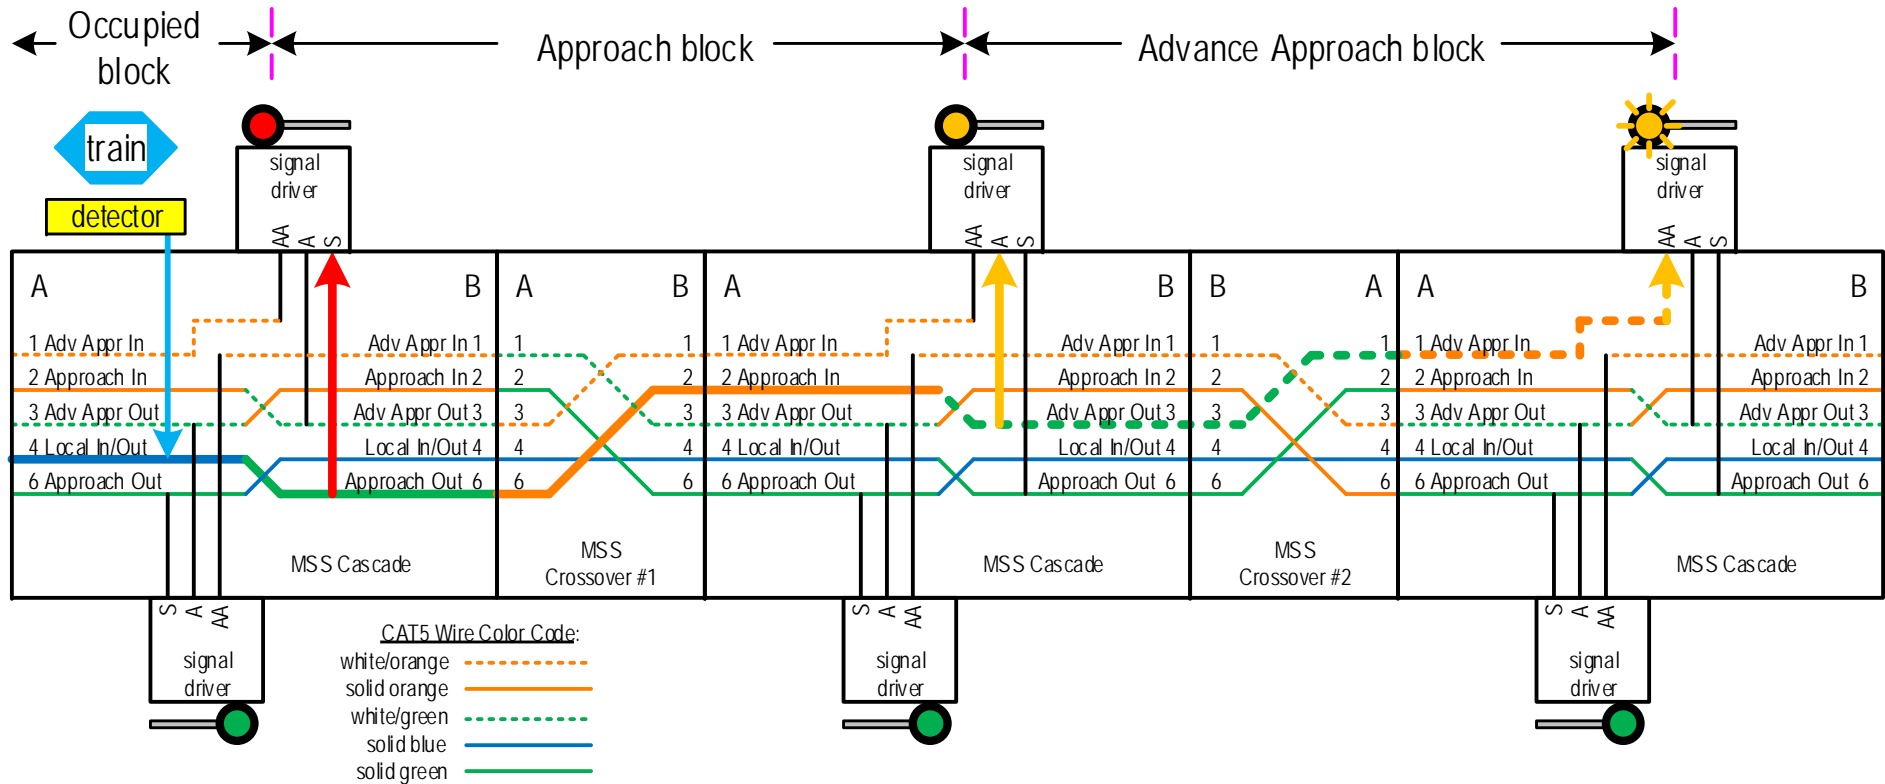 Occupied
block
Approach block
Advance Approach block
train
detector
signal
driver
AA
A
S
signal
driver
AA
A
S
signal
driver
AA
A
S
A
B
A
B
A
B
B
A
A
B
1 Adv Appr In
Adv Appr In 1
1
1
1 Adv Appr In
Adv Appr In 1
1
1
1 Adv Appr In
Adv Appr In 1
2 Approach In
Approach In 2
2
2
2 Approach In
Approach In 2
2
2
2 Approach In
Approach In 2
3 Adv Appr Out
Adv Appr Out 3
3
3
3 Adv Appr Out
Adv Appr Out 3
3
3
3 Adv Appr Out
Adv Appr Out 3
4 Local In/Out
Local In/Out 4
4
4
4 Local In/Out
Local In/Out 4
4
4
4 Local In/Out
Local In/Out 4
6 Approach Out
Approach Out 6
6
6
6 Approach Out
Approach Out 6
6
6
6 Approach Out
Approach Out 6
MSS Cascade
MSS
Crossover #1
MSS Cascade
MSS
Crossover #2
MSS Cascade
S
A
AA
signal
driver
S
A
AA
signal
driver
S
A
AA
signal
driver
CAT5 Wire Color Code:
white/orange
solid orange
white/green
solid blue
solid green